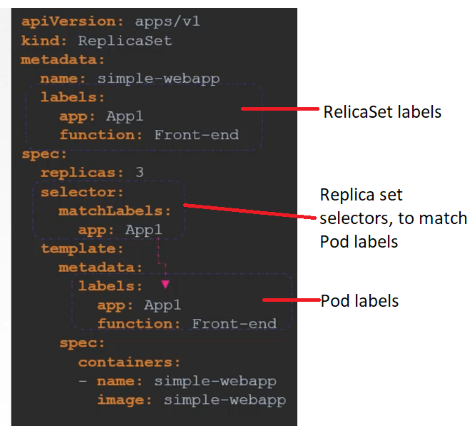 apiVersion: apps/v1
kind: ReplicaSet
metadata:
  name: simple-webapp
  labels:
    app: App1
    function: Front-end
spec:
  replicas: 3
  selector:
    matchLabels:
      app: App1
  template:
    metadata:
      labels:
        app: App1
        function: Front-end
    spec:
      containers:
      - name: simple-webapp
        image: simple-webapp
RelicaSet labels
Replica set
selectors, to match
Pod labels
Pod labels